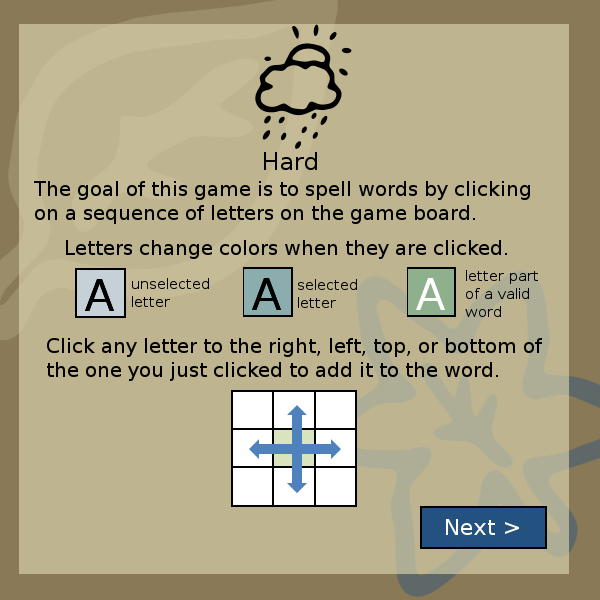 Hard
The goal of this game is to spell words by clicking
on a sequence of letters on the game board.
Letters change colors when they are clicked.
A unselected letter
A selected letter
A letter part of a valid word
Click any letter to the right, left, top, or bottom of
the one you just clicked to add it to the word.
Next >